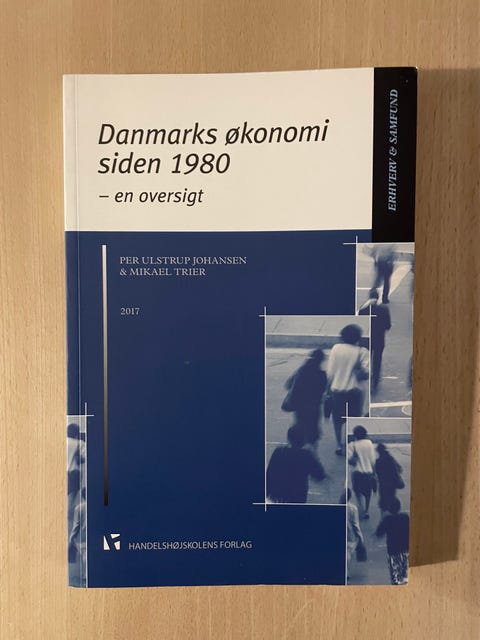 Danmarks økonomi
siden 1980
– en oversigt
ERHVERV & SAMFUND
PER ULSTRUP JOHANSEN
& MIKAEL TRIER
2017
HANDELSHØJSKOLENS FORLAG